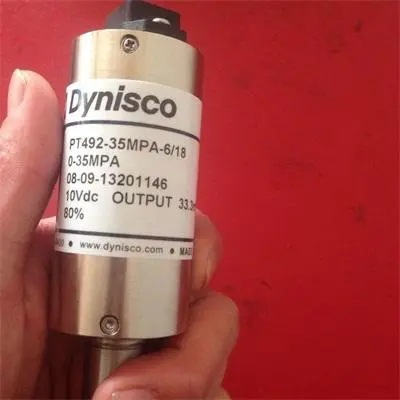 Dynisco
PT492-35MPA-6/18
0-35MPA
08-09-13201146
10Vdc OUTPUT 33.3
80%
• www.dynisco.com •